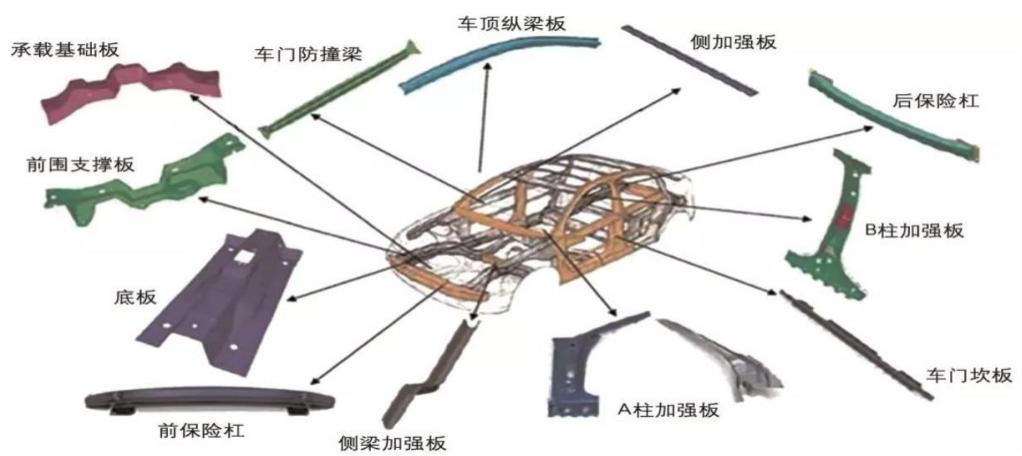 车顶纵梁板
承载基础板
车门防撞梁
侧加强板
后保险杠
前围支撑板
B柱加强板
底板
车门坎板
A柱加强板
前保险杠
侧梁加强板